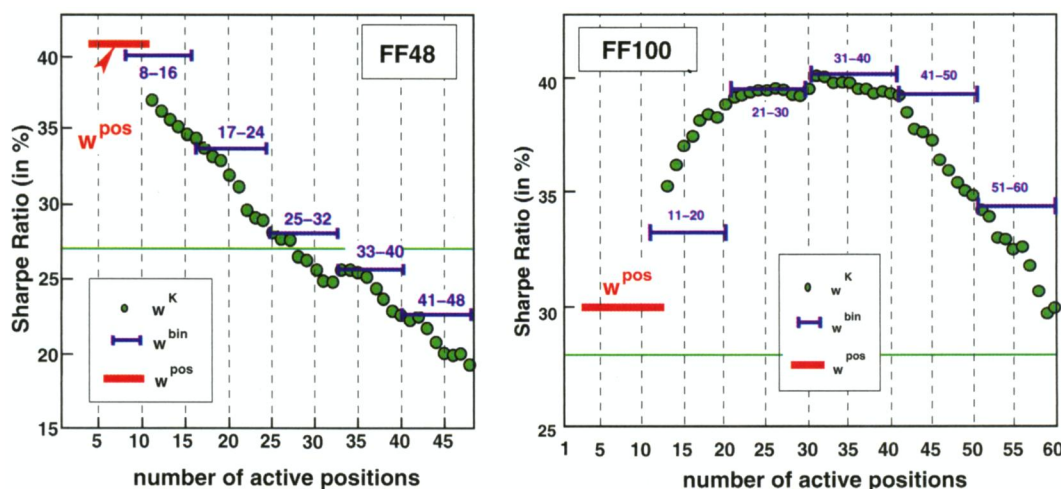 FF48
Sharpe Ratio (in %)
40
35
30
25
20
15
w^pos
8–16
17–24
25–32
33–40
41–48
w^K
w^bin
w^pos
5 10 15 20 25 30 35 40 45
number of active positions
FF100
Sharpe Ratio (in %)
40
35
30
25
w^pos
11–20
21–30
31–40
41–50
51–60
w^K
w^bin
w^pos
1 5 10 15 20 25 30 35 40 45 50 55 60
number of active positions